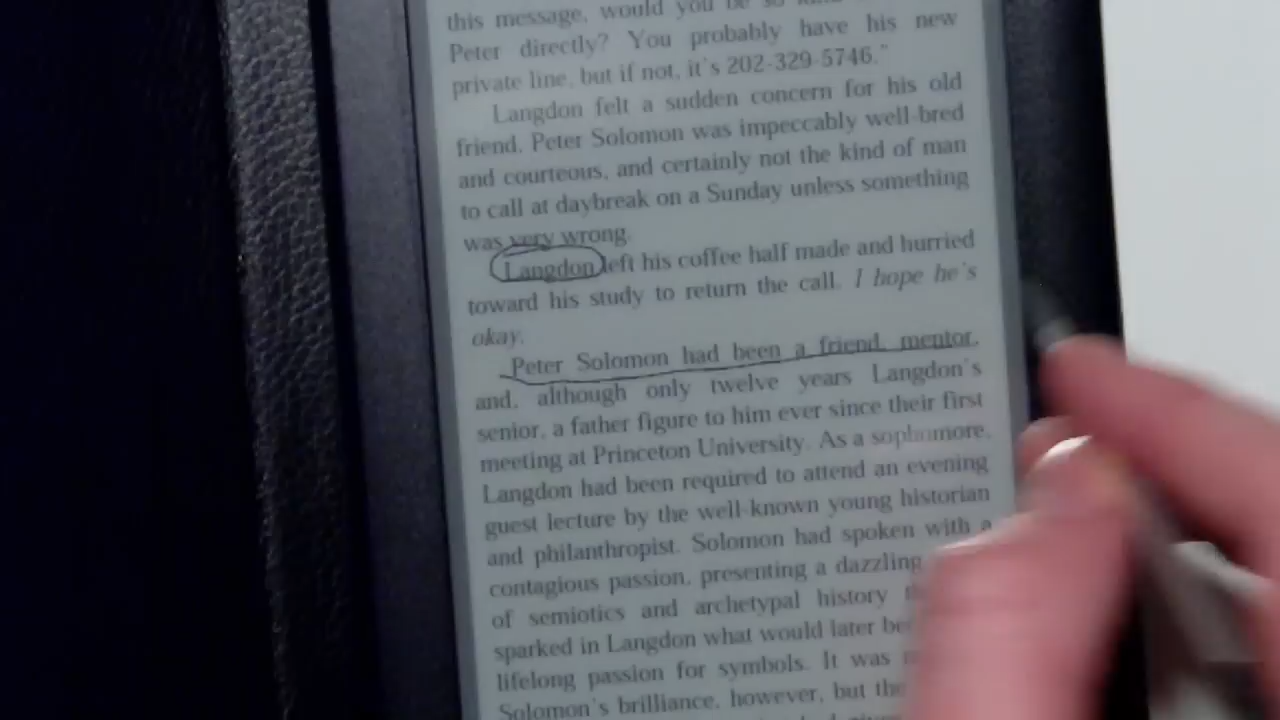 this message, would you be so
Peter directly? You probably have his new
private line, but if not, it's 202-329-5746."
Langdon felt a sudden concern for his old
friend. Peter Solomon was impeccably well-bred
and courteous, and certainly not the kind of man
to call at daybreak on a Sunday unless something
was very wrong.
Langdon left his coffee half made and hurried
toward his study to return the call. I hope he's
okay.
Peter Solomon had been a friend, mentor,
and, although only twelve years Langdon's
senior, a father figure to him ever since their first
meeting at Princeton University. As a sophomore,
Langdon had been required to attend an evening
guest lecture by the well-known young historian
and philanthropist. Solomon had spoken with a
contagious passion, presenting a dazzling
of semiotics and archetypal history
sparked in Langdon what would later
lifelong passion for symbols. It was
Solomon's brilliance, however, but